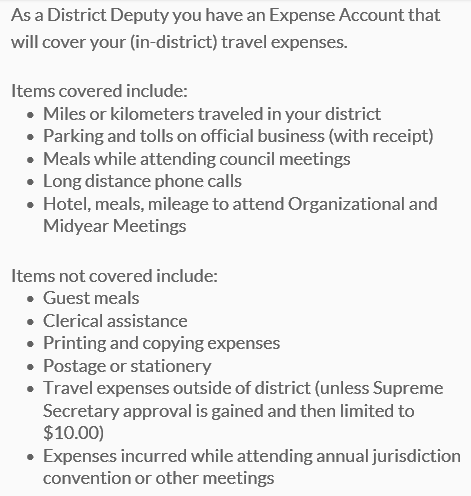 As a District Deputy you have an Expense Account that
will cover your (in-district) travel expenses.
Items covered include:
• Miles or kilometers traveled in your district
• Parking and tolls on official business (with receipt)
• Meals while attending council meetings
• Long distance phone calls
• Hotel, meals, mileage to attend Organizational and
Midyear Meetings
Items not covered include:
• Guest meals
• Clerical assistance
• Printing and copying expenses
• Postage or stationery
• Travel expenses outside of district (unless Supreme
Secretary approval is gained and then limited to
$10.00)
• Expenses incurred while attending annual jurisdiction
convention or other meetings